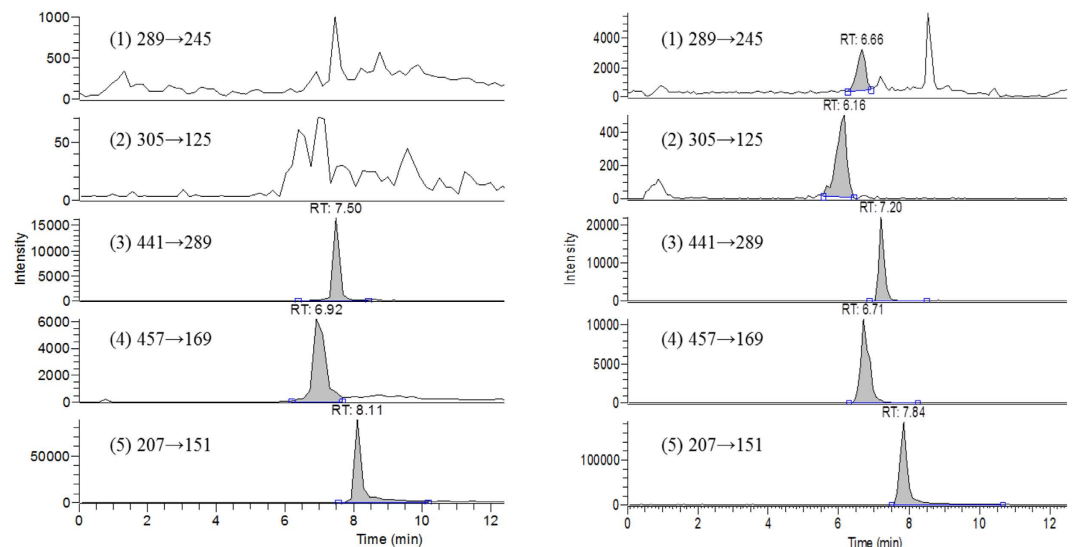 1000
500
0
(1) 289→245
50
0
(2) 305→125
RT: 7.50
15000
10000
5000
0
(3) 441→289
RT: 6.92
6000
4000
2000
0
(4) 457→169
RT: 8.11
50000
0
(5) 207→151
0 2 4 6 8 10 12
Time (min)
Intensity
4000
2000
0
(1) 289→245
RT: 6.66
RT: 6.16
400
200
0
(2) 305→125
RT: 7.20
20000
10000
0
(3) 441→289
RT: 6.71
10000
5000
0
(4) 457→169
RT: 7.84
100000
0
(5) 207→151
0 2 4 6 8 10 12
Time (min)
Intensity